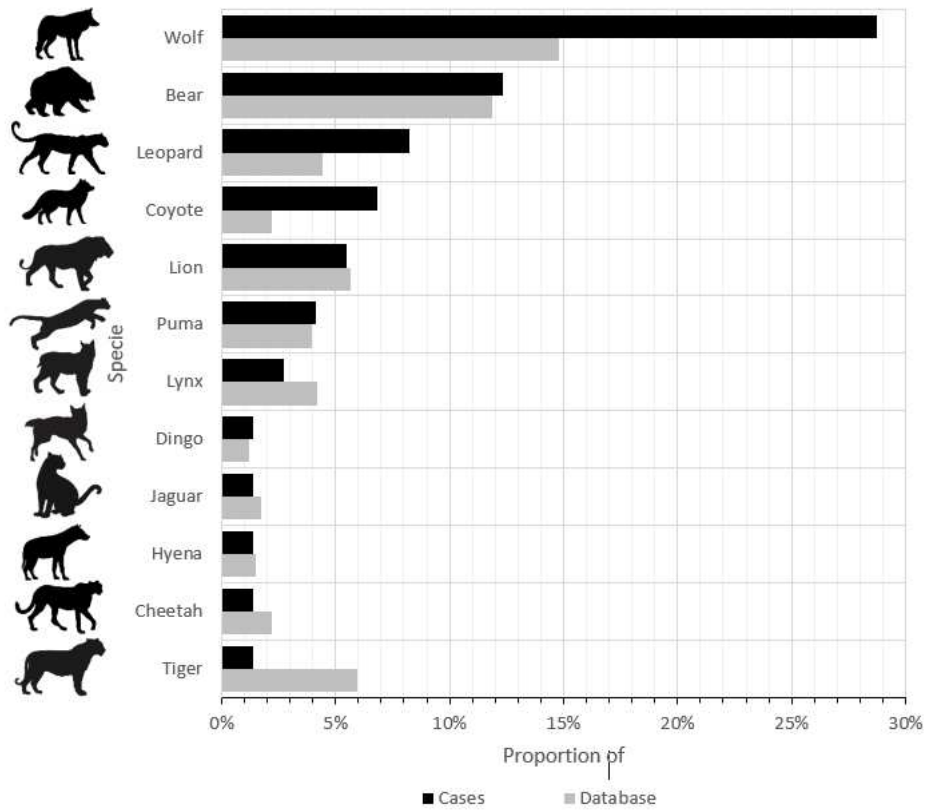 Wolf
Bear
Leopard
Coyote
Lion
Puma
Specie
Lynx
Dingo
Jaguar
Hyena
Cheetah
Tiger
0% 5% 10% 15% 20% 25% 30%
Proportion of
Cases Database